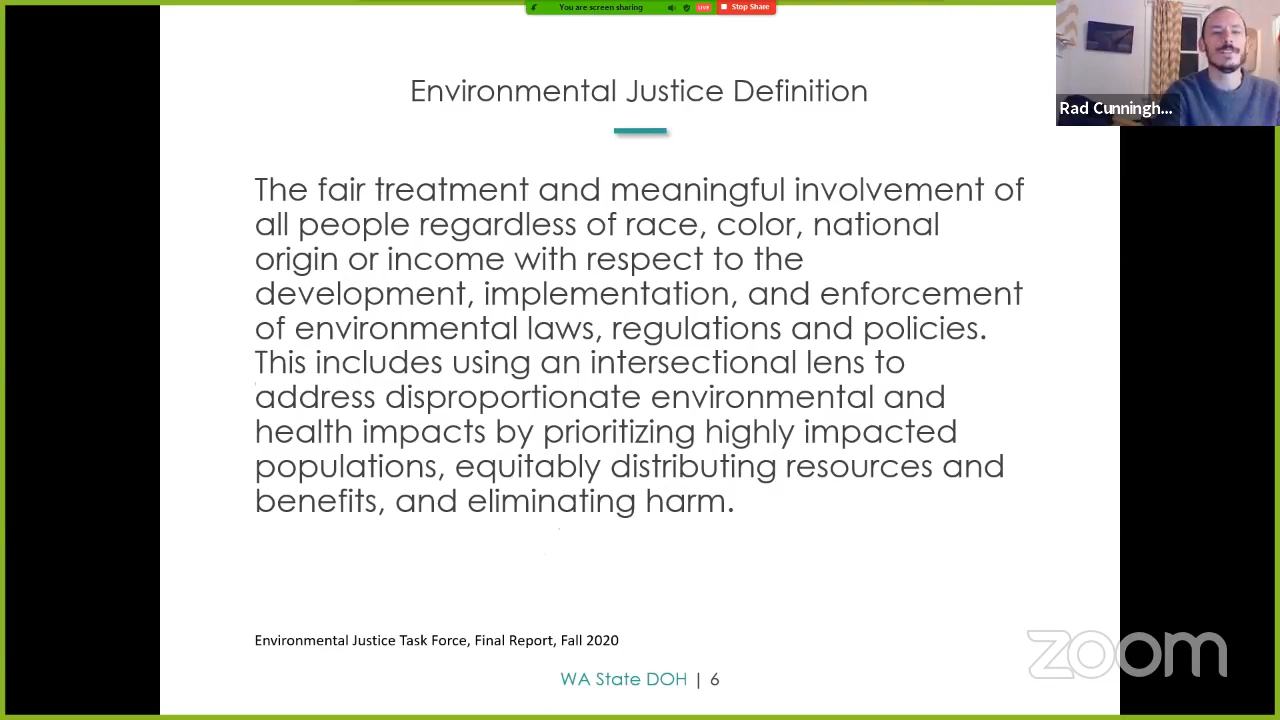 You are screen sharing
LIVE
Stop Share
Rad Cunningh...
Environmental Justice Definition
The fair treatment and meaningful involvement of
all people regardless of race, color, national
origin or income with respect to the
development, implementation, and enforcement
of environmental laws, regulations and policies.
This includes using an intersectional lens to
address disproportionate environmental and
health impacts by prioritizing highly impacted
populations, equitably distributing resources and
benefits, and eliminating harm.
Environmental Justice Task Force, Final Report, Fall 2020
WA State DOH | 6
zoom